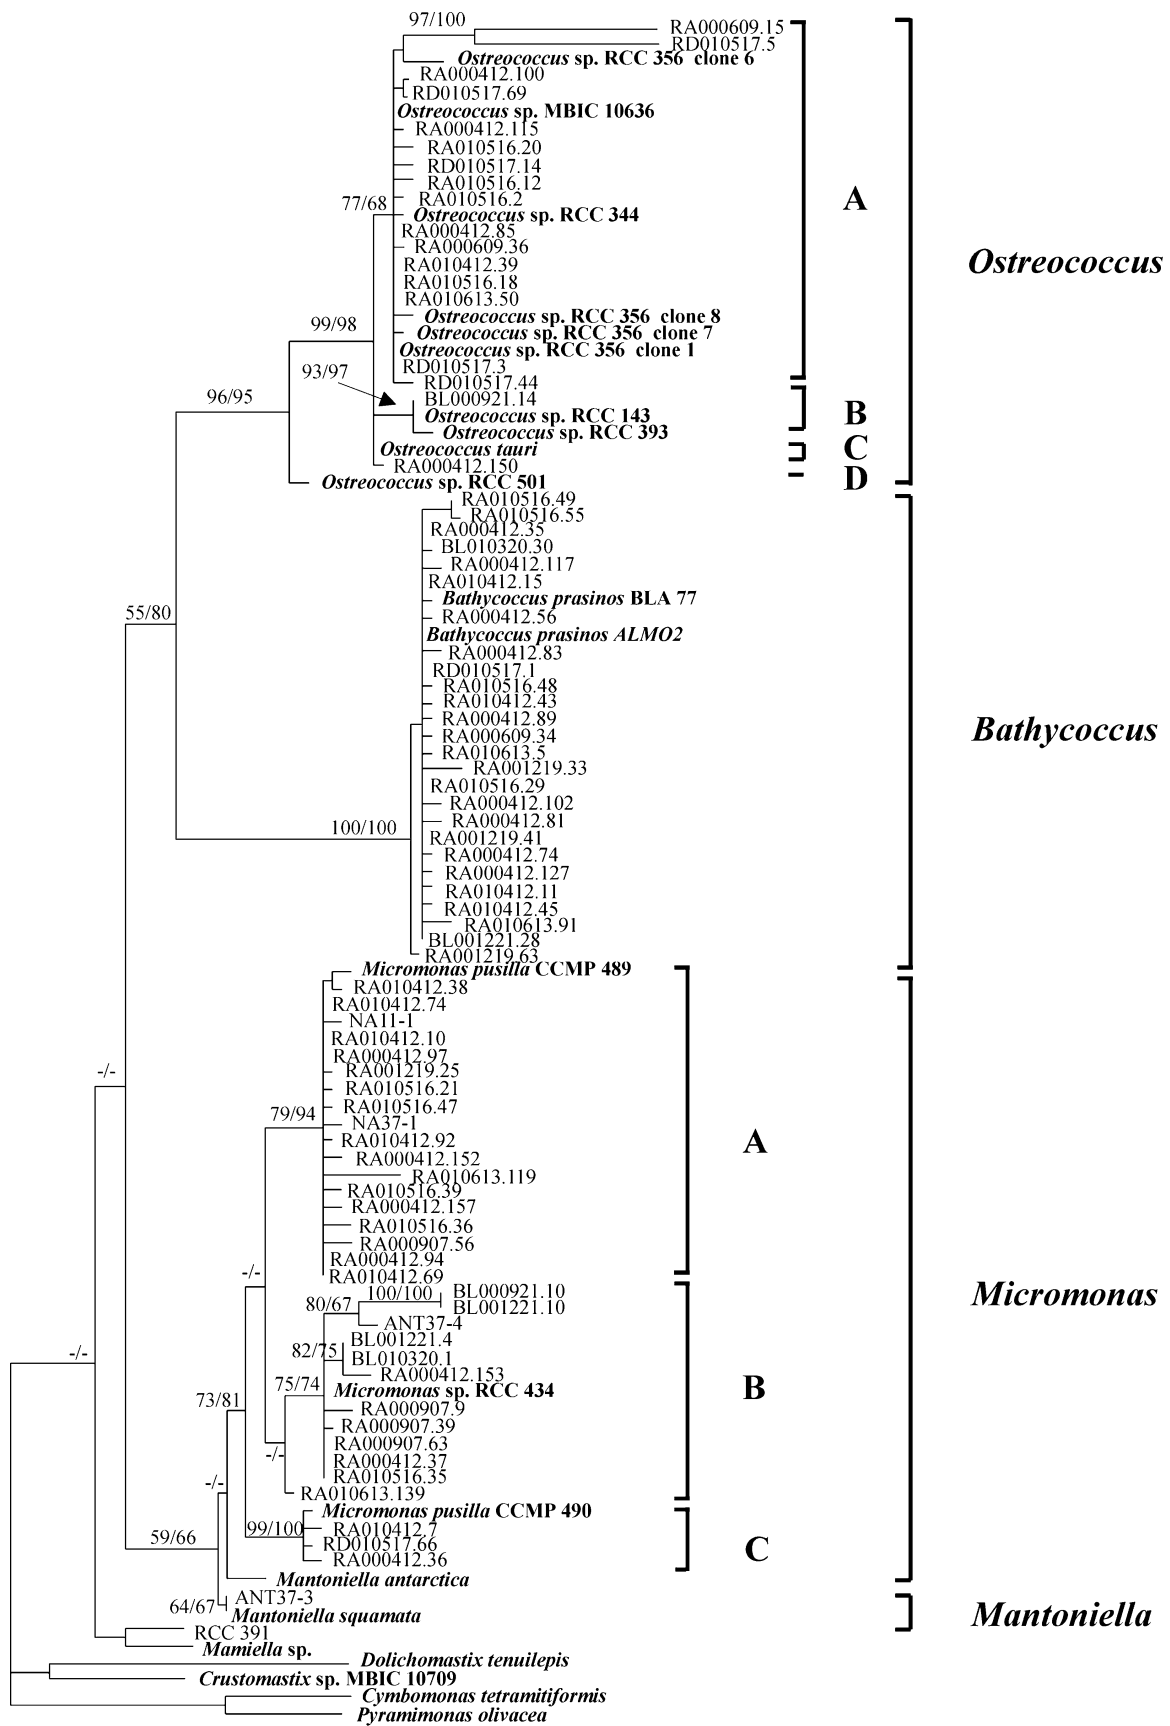 97/100
RA000609.15
RD010517.5
Ostreococcus sp. RCC 356 clone 6
RA000412.100
RD010517.69
Ostreococcus sp. MBIC 10636
RA000412.115
RA010516.20
RD010517.14
RA010516.12
RA010516.2
A
77/68
Ostreococcus sp. RCC 344
RA000412.85
RA000609.36
RA010412.39
Ostreococcus
RA010516.18
RA010613.50
Ostreococcus sp. RCC 356 clone 8
99/98
Ostreococcus sp. RCC 356 clone 7
Ostreococcus sp. RCC 356 clone 1
RD010517.3
93/97
RD010517.44
96/95
BL000921.14
Ostreococcus sp. RCC 143
B
Ostreococcus sp. RCC 393
Ostreococcus tauri
C
RA000412.150
Ostreococcus sp. RCC 501
D
RA010516.49
RA010516.55
RA000412.35
BL010320.30
RA000412.117
RA010412.15
Bathycoccus prasinos BLA 77
55/80
RA000412.56
Bathycoccus prasinos ALMO2
RA000412.83
RD010517.1
RA010516.48
RA010412.43
RA000412.89
Bathycoccus
RA000609.34
RA010613.5
RA001219.33
RA010516.29
RA000412.102
RA000412.81
100/100
RA001219.41
RA000412.74
RA000412.127
RA010412.11
RA010412.45
RA010613.91
BL001221.28
RA001219.63
Micromonas pusilla CCMP 489
RA010412.38
RA010412.74
NA11-1
RA010412.10
RA000412.97
-/-
RA001219.25
RA010516.21
RA010516.47
79/94
NA37-1
RA010412.92
A
RA000412.152
RA010613.119
RA010516.39
RA000412.157
RA010516.36
RA000907.56
RA000412.94
-/-
RA010412.69
100/100
BL000921.10
Micromonas
80/67
BL001221.10
ANT37-4
BL001221.4
-/-
82/75
BL010320.1
RA000412.153
75/74
Micromonas sp. RCC 434
B
73/81
RA000907.9
RA000907.39
RA000907.63
-/-
RA000412.37
RA010516.35
-/-
RA010613.139
Micromonas pusilla CCMP 490
99/100
RA010412.7
59/66
RD010517.66
C
RA000412.36
Mantoniella antarctica
ANT37-3
64/67
Mantoniella squamata
Mantoniella
RCC 391
Mamiella sp.
Dolichomastix tenuilepis
Crustomastix sp. MBIC 10709
Cymbomonas tetramitiformis
Pyramimonas olivacea